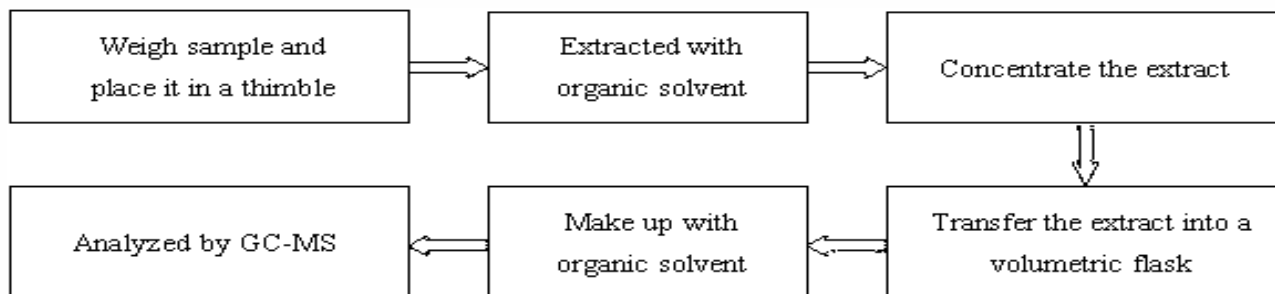 Weigh sample and
place it in a thimble
Extracted with
organic solvent
Concentrate the extract
Transfer the extract into a
volumetric flask
Make up with
organic solvent
Analyzed by GC-MS